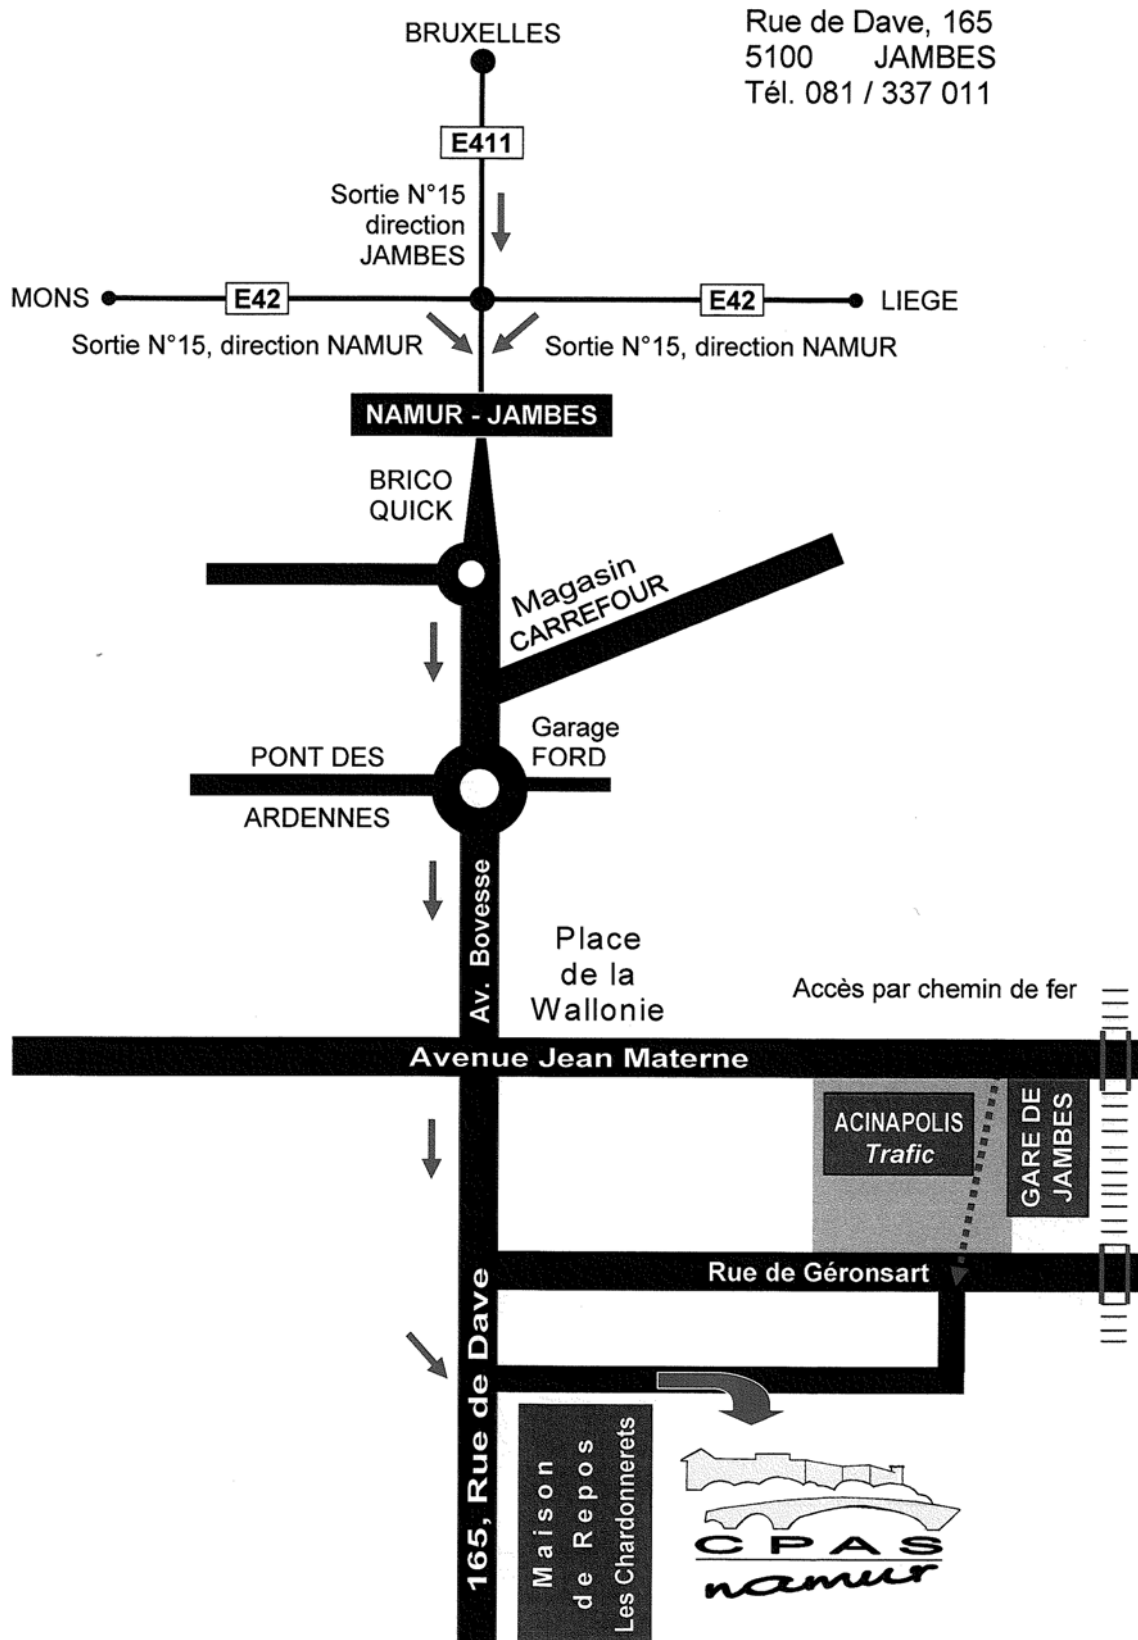 Rue de Dave, 165
5100 JAMBES
Tél. 081 / 337 011
BRUXELLES
E411
Sortie N°15
direction
JAMBES
MONS
E42
E42
LIEGE
Sortie N°15, direction NAMUR
Sortie N°15, direction NAMUR
NAMUR - JAMBES
BRICO
QUICK
Magasin
CARREFOUR
Garage
FORD
PONT DES
ARDENNES
Av. Bovesse
Place
de la
Wallonie
Accès par chemin de fer
Avenue Jean Materne
ACINAPOLIS
Trafic
GARE DE
JAMBES
Rue de Géronsart
165, Rue de Dave
Maison
de Repos
Les Chardonnerets
CPAS
namur